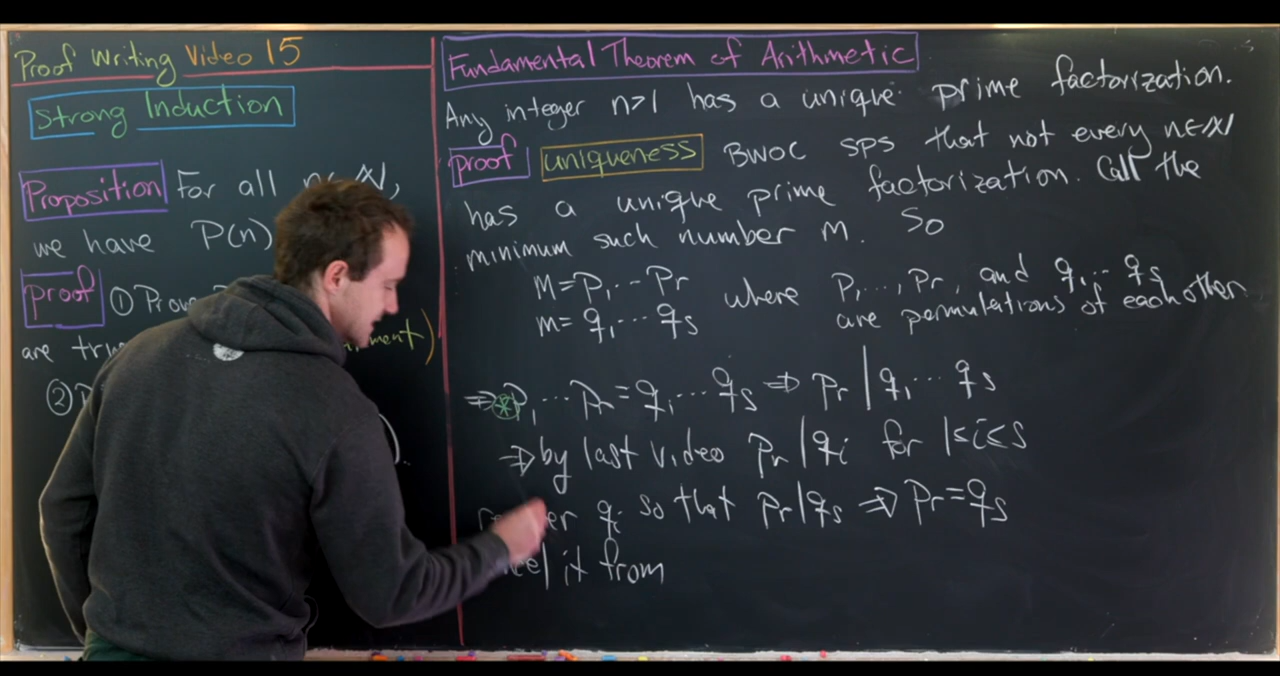 Proof Writing Video 15
Strong Induction
Proposition For all n∈ℕ,
we have P(n)
proof ① Prove
are
②
Fundamental Theorem of Arithmetic
Any integer n>1 has a unique prime factorization.
proof uniqueness BWOC sps that not every n∈ℕ
has a unique prime factorization. Call the
minimum such number m. So
m=p₁...pᵣ where p₁,...,pᵣ, and q₁...qₛ
m=q₁...qₛ are permutations of each other
⇒ ⊛ p₁...pᵣ=q₁...qₛ ⇒ pᵣ|q₁...qₛ
⇒ by last video pᵣ|qᵢ for 1≤i≤s
qᵢ so that pᵣ|qₛ ⇒ pᵣ=qₛ
it from